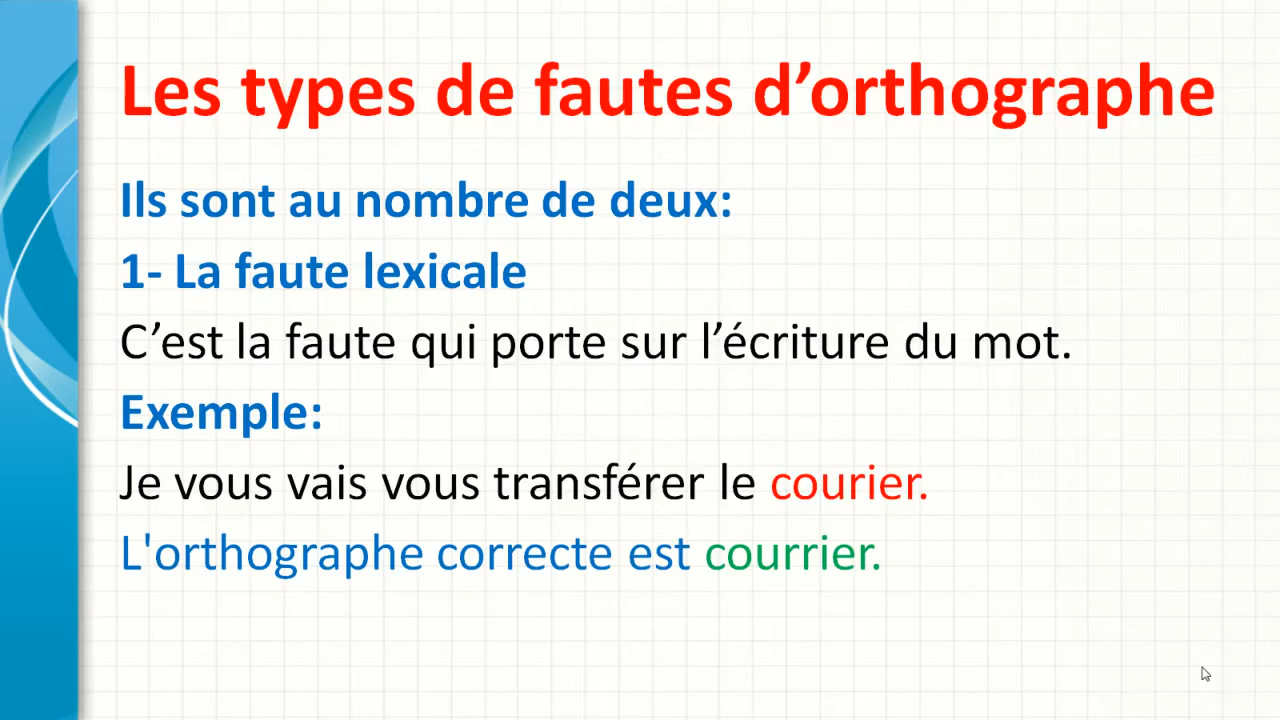 Les types de fautes d’orthographe
Ils sont au nombre de deux:
1- La faute lexicale
C’est la faute qui porte sur l’écriture du mot.
Exemple:
Je vous vais vous transférer le courier.
L'orthographe correcte est courrier.